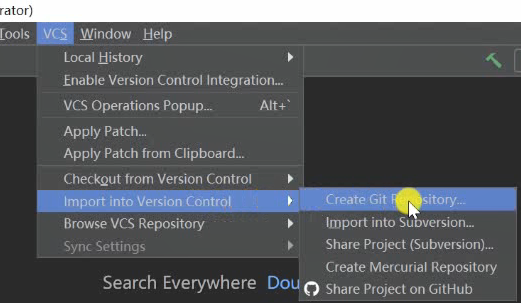 rator)
Tools VCS Window Help
Local History
Enable Version Control Integration...
VCS Operations Popup... Alt+`
Apply Patch...
Apply Patch from Clipboard...
Checkout from Version Control
Import into Version Control
Create Git Repository...
Import into Subversion...
Browse VCS Repository
Share Project (Subversion)...
Sync Settings
Create Mercurial Repository
Share Project on GitHub
Search Everywhere Dou